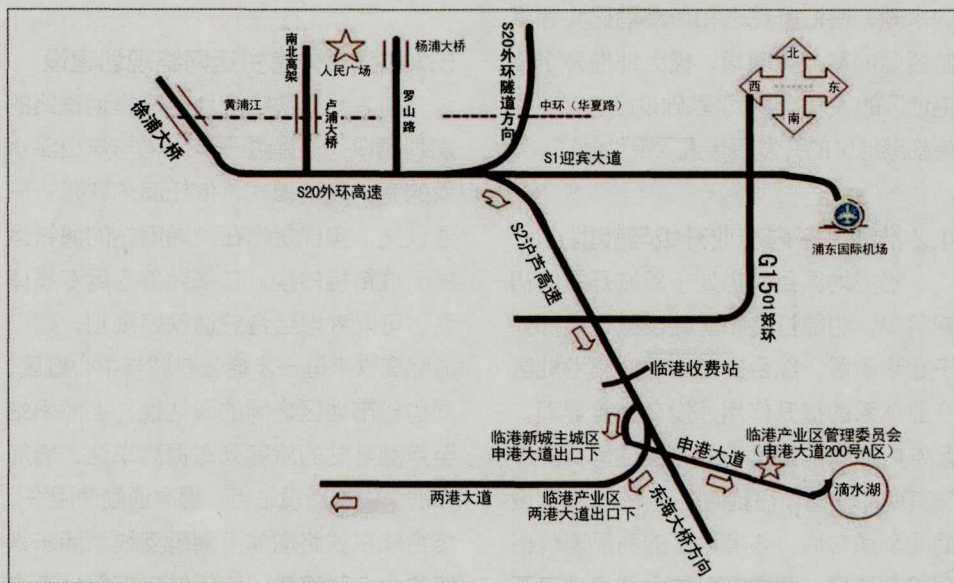 南北高架
人民广场
杨浦大桥
S20外环隧道方向
北
西
东
南
徐浦大桥
黄浦江
卢浦大桥
罗山路
中环（华夏路）
S1迎宾大道
S20外环高速
浦东国际机场
S2沪芦高速
G1501郊环
临港收费站
临港新城主城区
申港大道出口下
申港大道
临港产业区管理委员会
（申港大道200号A区）
滴水湖
两港大道
临港产业区
两港大道出口下
东海大桥方向